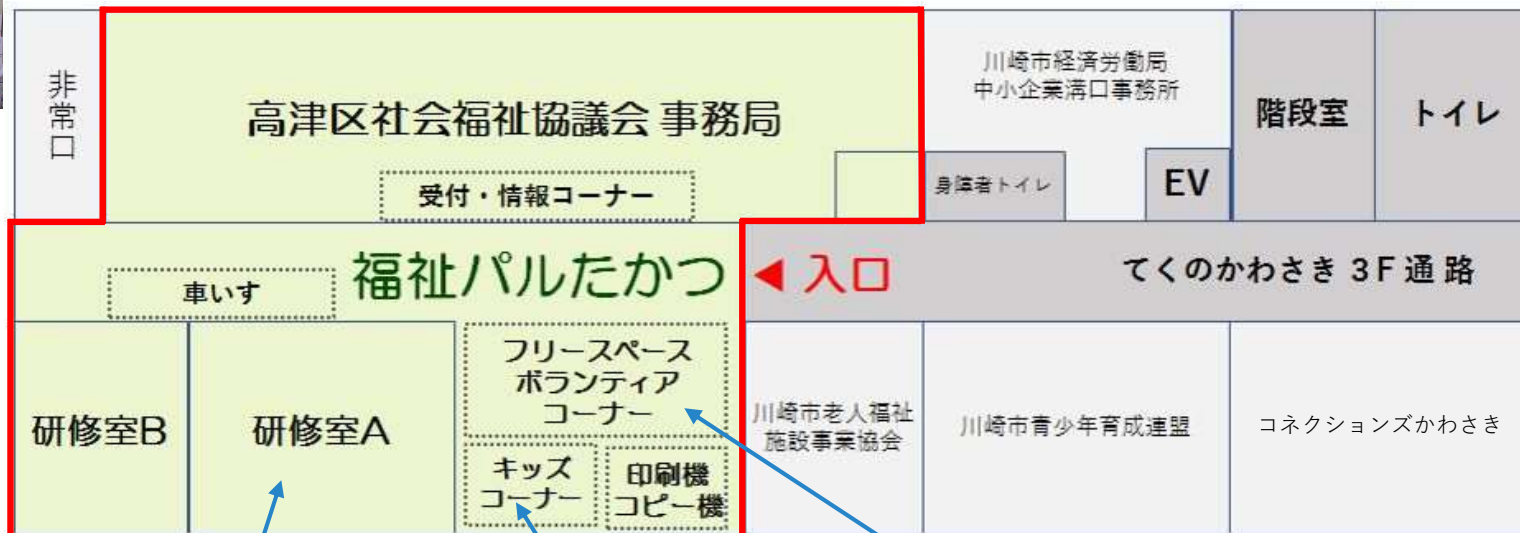 非常口
高津区社会福祉協議会 事務局
受付・情報コーナー
川崎市経済労働局
中小企業溝口事務所
身障者トイレ
EV
階段室
トイレ
車いす
福祉パルたかつ
◀ 入口
てくのかわさき 3F 通路
研修室B
研修室A
フリースペース
ボランティア
コーナー
キッズ
コーナー
印刷機
コピー機
川崎市老人福祉
施設事業協会
川崎市青少年育成連盟
コネクションズかわさき